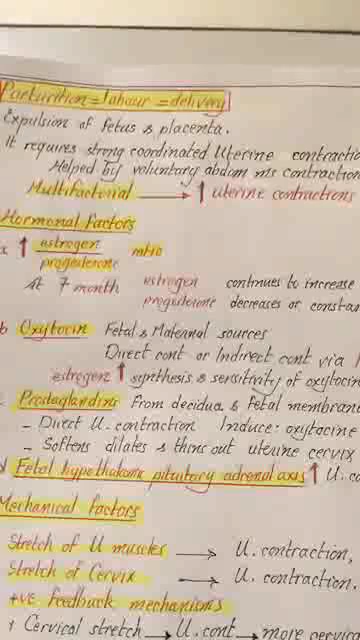 Parturition = labour = delivery
Expulsion of fetus & placenta.
It requires strong coordinated Uterine contractio
Helped by voluntary abdom ms contraction
Multifactorial → ↑ uterine contractions
Hormonal factors
a ↑ estrogen ratio
progesterone
At 7 month estrogen continues to increase
progesterone decreases or constan
b Oxytocin Fetal & Maternal sources
Direct cont or Indirect cont via
estrogen ↑ synthesis & sensitivity of oxytocin
Prostaglandins From decidua & fetal membran
- Direct U. contraction Induce: oxytocine
- Softens dilates & thins out uterine cervix
d Fetal hypothalamic pituitary adrenal axis ↑ U. co
Mechanical factors
Stretch of U muscles → U. contraction,
Stretch of Cervix → U. contraction.
+ve feedback mechanisms
+ Cervical stretch → U. cont → more cervic